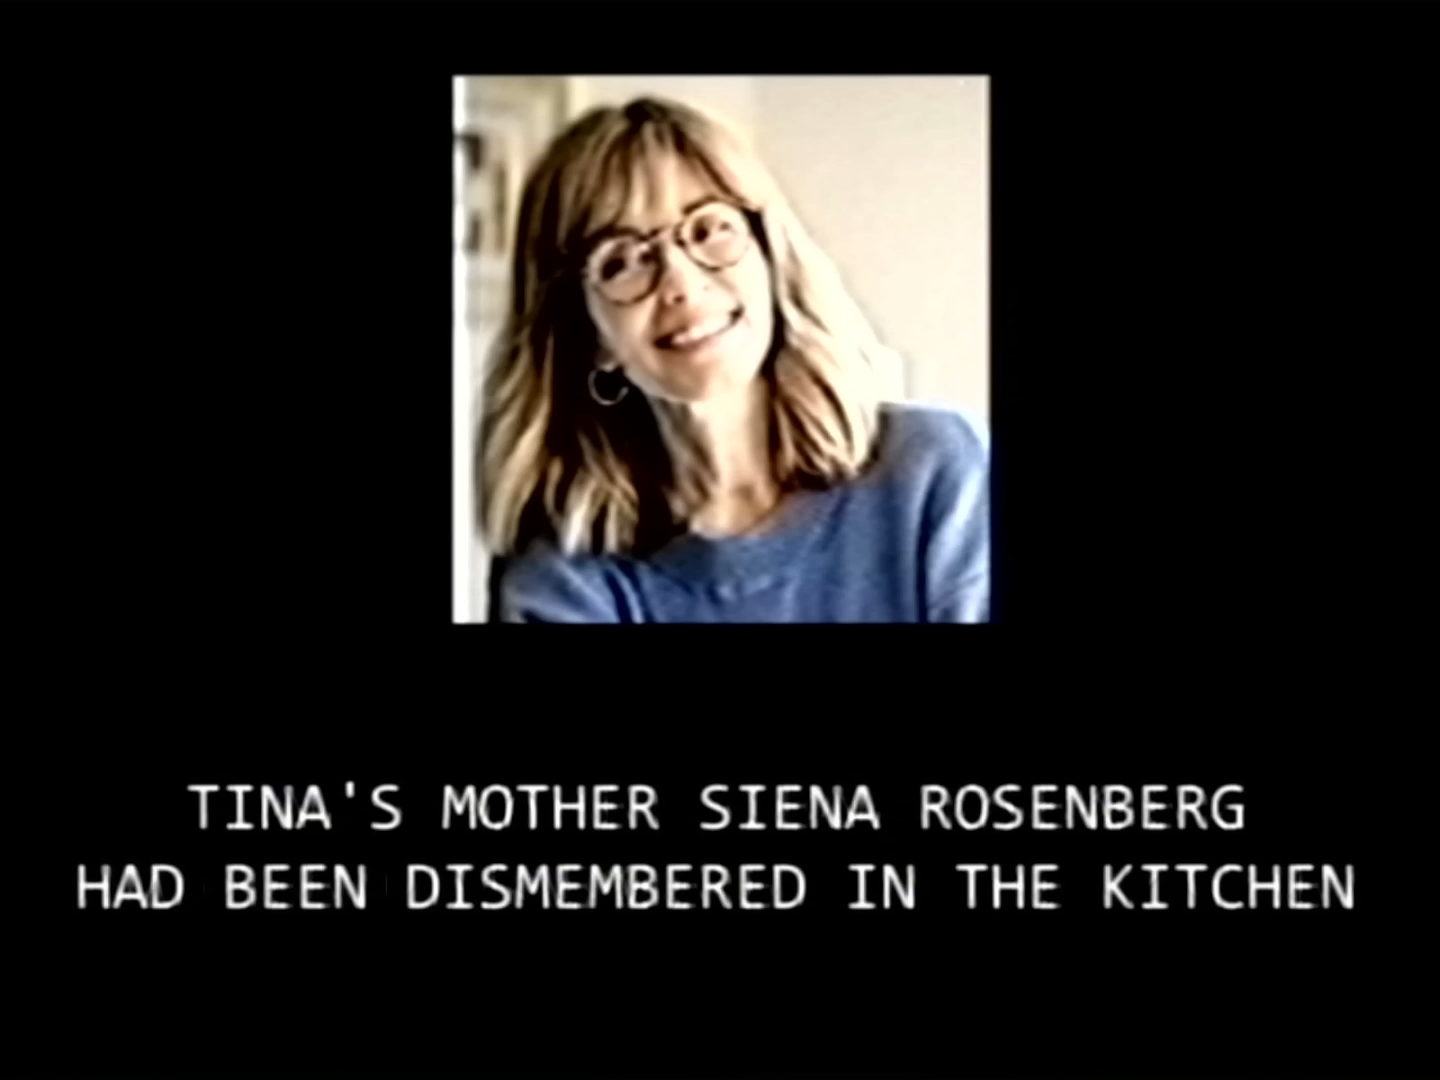 TINA'S MOTHER SIENA ROSENBERG
HAD BEEN DISMEMBERED IN THE KITCHEN